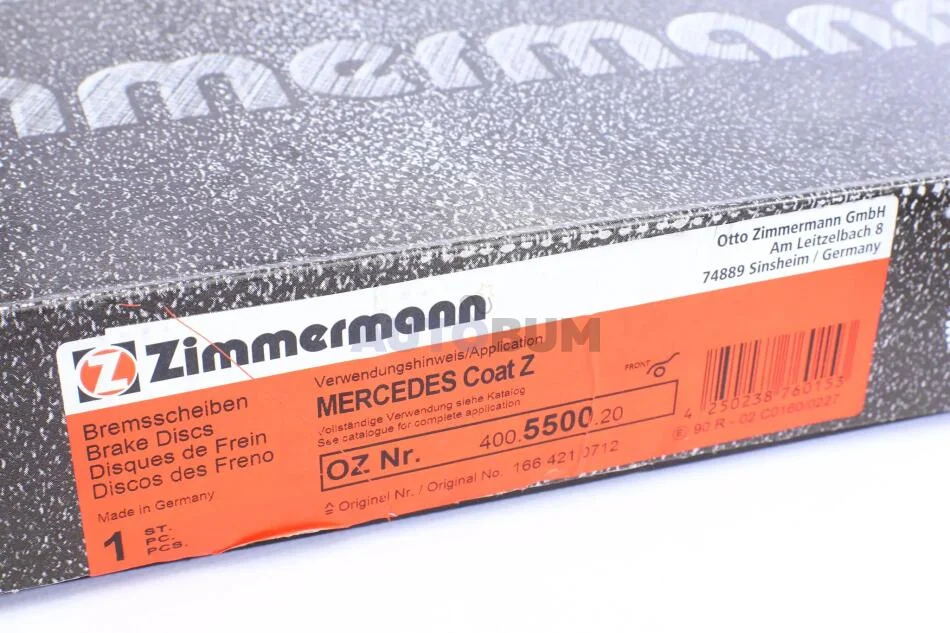 mmermann
Otto Zimmermann GmbH
Am Leitzelbach 8
74889 Sinsheim / Germany
Z Zimmermann
AUTOBUM
Bremsscheiben
Brake Discs
Disques de Frein
Discos des Freno
Made in Germany
1 ST.
PC.
PCS.
Verwendungshinweis/Application
MERCEDES Coat Z
Vollständige Verwendung siehe Katalog
See catalogue for complete application
OZ Nr. 400.5500.20
≙ Original Nr. / Original No. 166 421 0712
FRONT
4 250238 760153
E 90 R - 02 C0160/0227